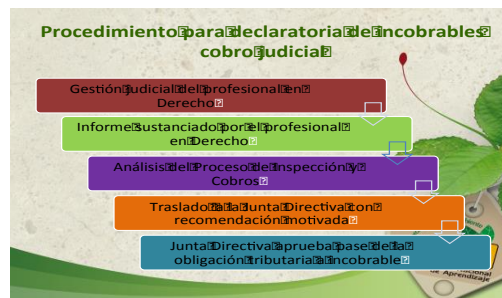 Procedimiento para declaratoria de incobrables
cobro judicial
Gestión Judicial del profesional en
Derecho
Informe sustanciado por el profesional
en Derecho
Análisis del Proceso de Inspección y
Cobros
Traslado a la Junta Directiva con
recomendación motivada
Junta Directiva aprueba pase de la
obligación tributaria a incobrable
de Aprendizaje